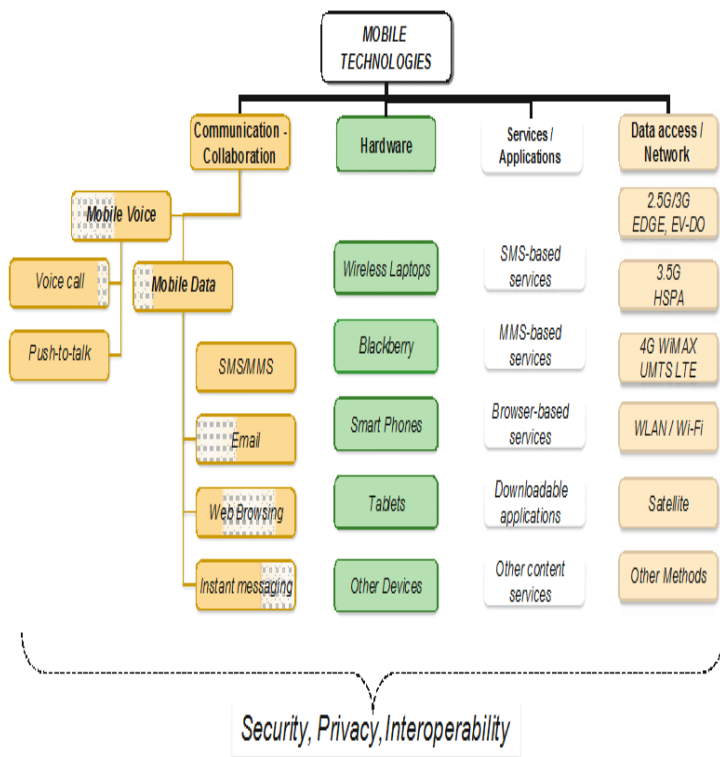 MOBILE
TECHNOLOGIES
Communication -
Collaboration
Hardware
Services /
Applications
Data access /
Network
Mobile Voice
Voice call
Push-to-talk
Mobile Data
SMS/MMS
Email
Web Browsing
Instant messaging
Wireless Laptops
Blackberry
Smart Phones
Tablets
Other Devices
SMS-based
services
MMS-based
services
Browser-based
services
Downloadable
applications
Other content
services
2.5G/3G
EDGE, EV-DO
3.5G
HSPA
4G WiMAX
UMTS LTE
WLAN / Wi-Fi
Satellite
Other Methods
Security, Privacy, Interoperability